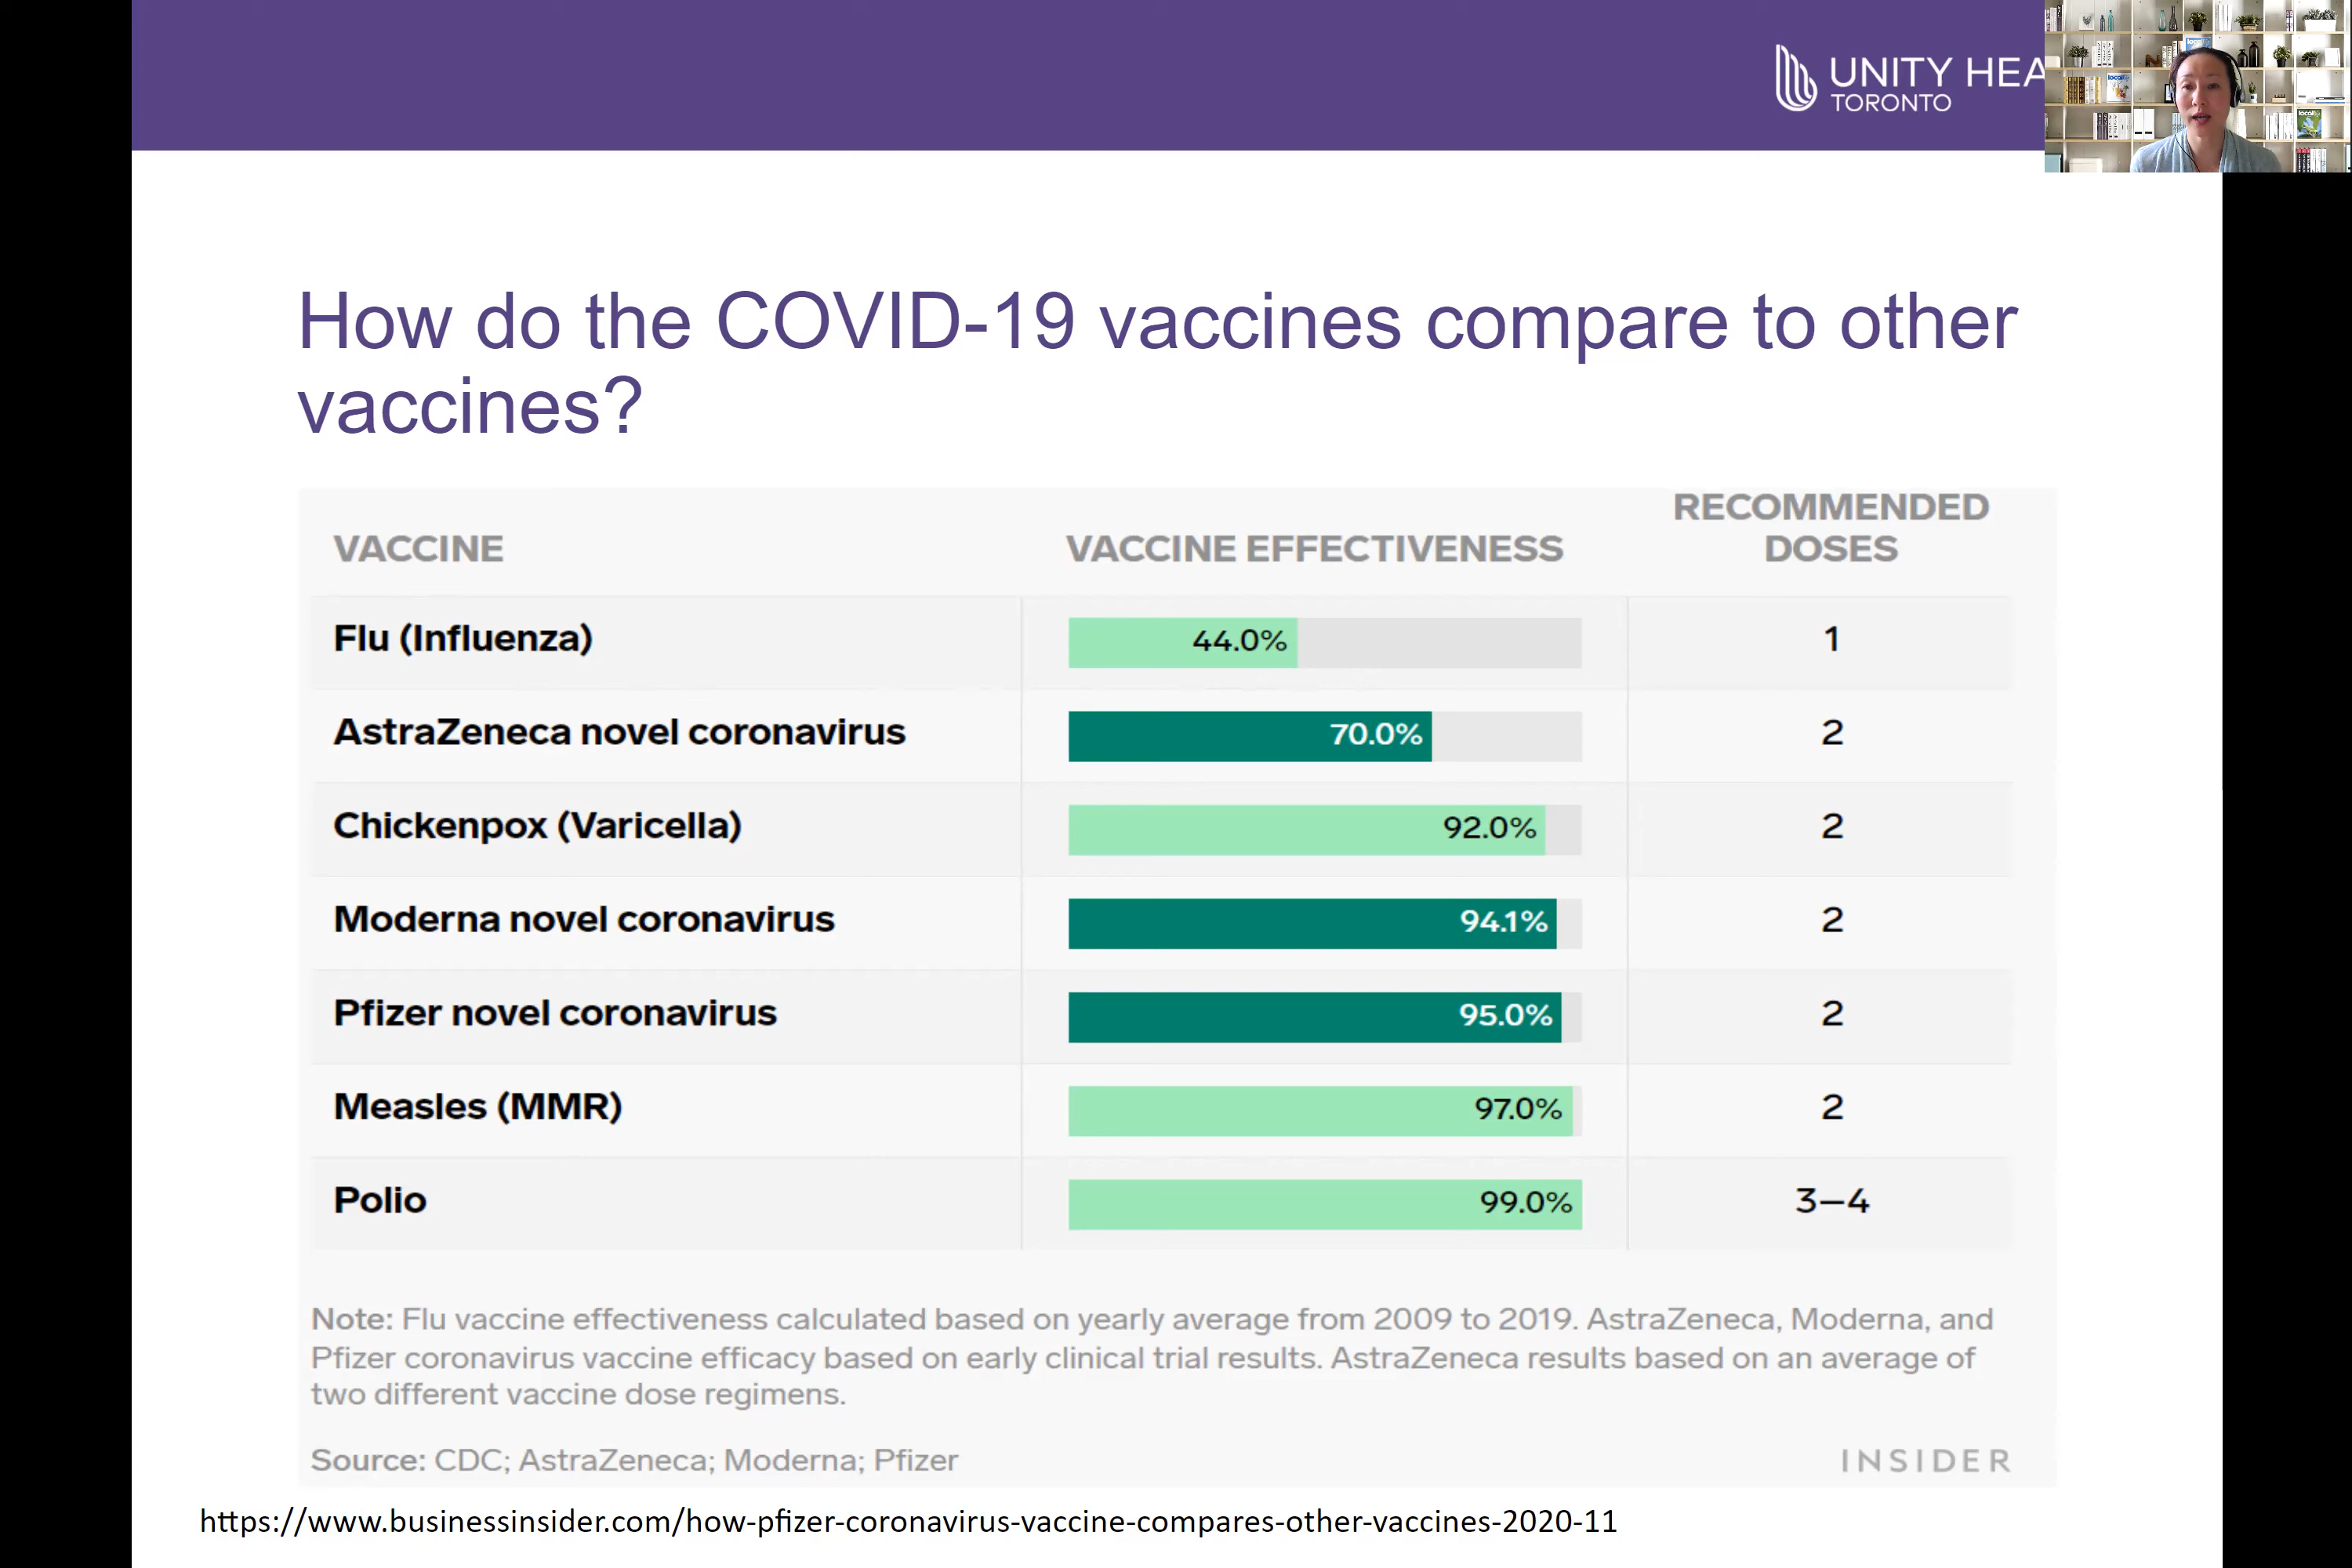 UNITY HEA
TORONTO
How do the COVID-19 vaccines compare to other
vaccines?
VACCINE
VACCINE EFFECTIVENESS
RECOMMENDED
DOSES
Flu (Influenza) 44.0% 1
AstraZeneca novel coronavirus 70.0% 2
Chickenpox (Varicella) 92.0% 2
Moderna novel coronavirus 94.1% 2
Pfizer novel coronavirus 95.0% 2
Measles (MMR) 97.0% 2
Polio 99.0% 3–4
Note: Flu vaccine effectiveness calculated based on yearly average from 2009 to 2019. AstraZeneca, Moderna, and
Pfizer coronavirus vaccine efficacy based on early clinical trial results. AstraZeneca results based on an average of
two different vaccine dose regimens.
Source: CDC; AstraZeneca; Moderna; Pfizer
INSIDER
https://www.businessinsider.com/how-pfizer-coronavirus-vaccine-compares-other-vaccines-2020-11